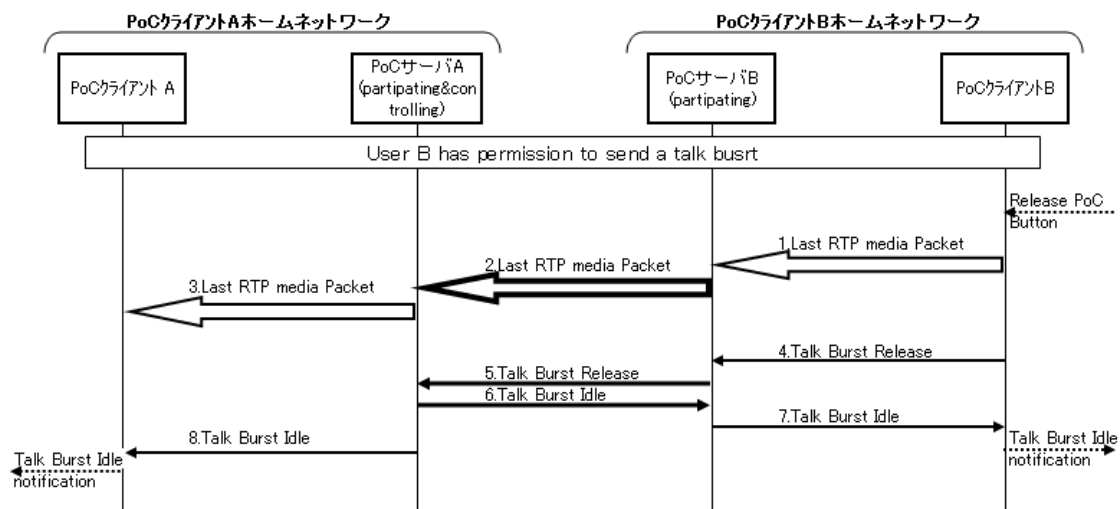 PoCクライアントAホームネットワーク
PoCクライアントBホームネットワーク
PoCクライアント A
PoCサーバA
(partipating&con
trolling)
PoCサーバB
(partipating)
PoCクライアントB
User B has permission to send a talk busrt
Release PoC
Button
1.Last RTP media Packet
2.Last RTP media Packet
3.Last RTP media Packet
4.Talk Burst Release
5.Talk Burst Release
6.Talk Burst Idle
7.Talk Burst Idle
8.Talk Burst Idle
Talk Burst Idle
notification
Talk Burst Idle
notification